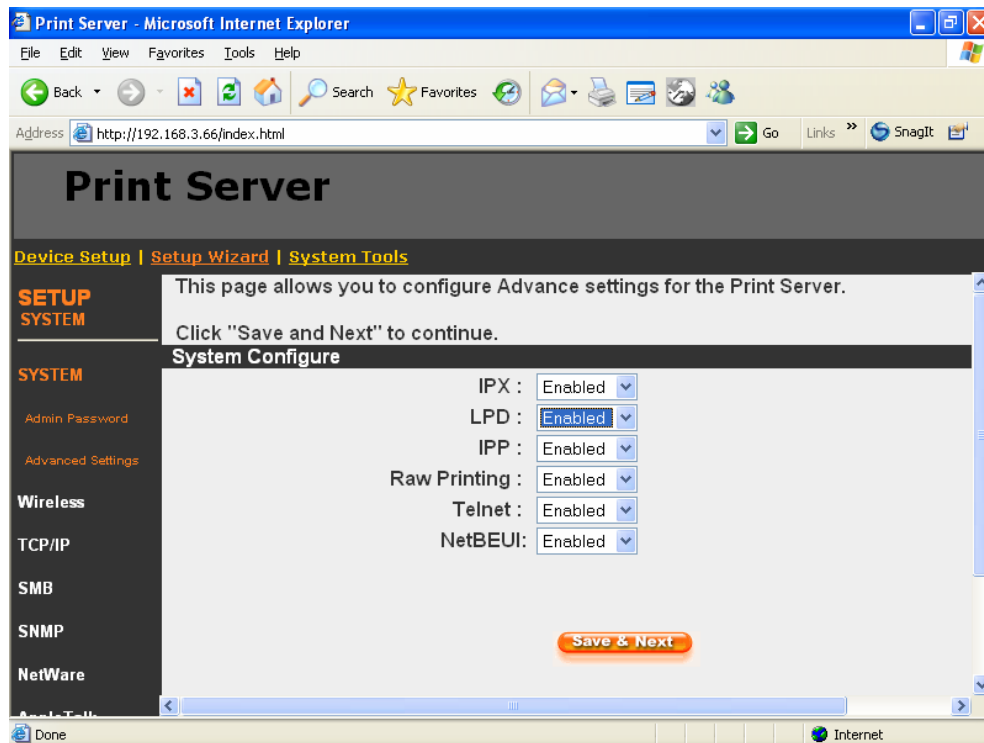 Print Server - Microsoft Internet Explorer
File Edit View Favorites Tools Help
Back Search Favorites
Address http://192.168.3.66/index.html Go Links » SnagIt
Print Server
Device Setup | Setup Wizard | System Tools
SETUP
SYSTEM
SYSTEM
Admin Password
Advanced Settings
Wireless
TCP/IP
SMB
SNMP
NetWare
AppleTalk
This page allows you to configure Advance settings for the Print Server.
Click "Save and Next" to continue.
System Configure
IPX : Enabled
LPD : Enabled
IPP : Enabled
Raw Printing : Enabled
Telnet : Enabled
NetBEUI: Enabled
Save & Next
Done Internet